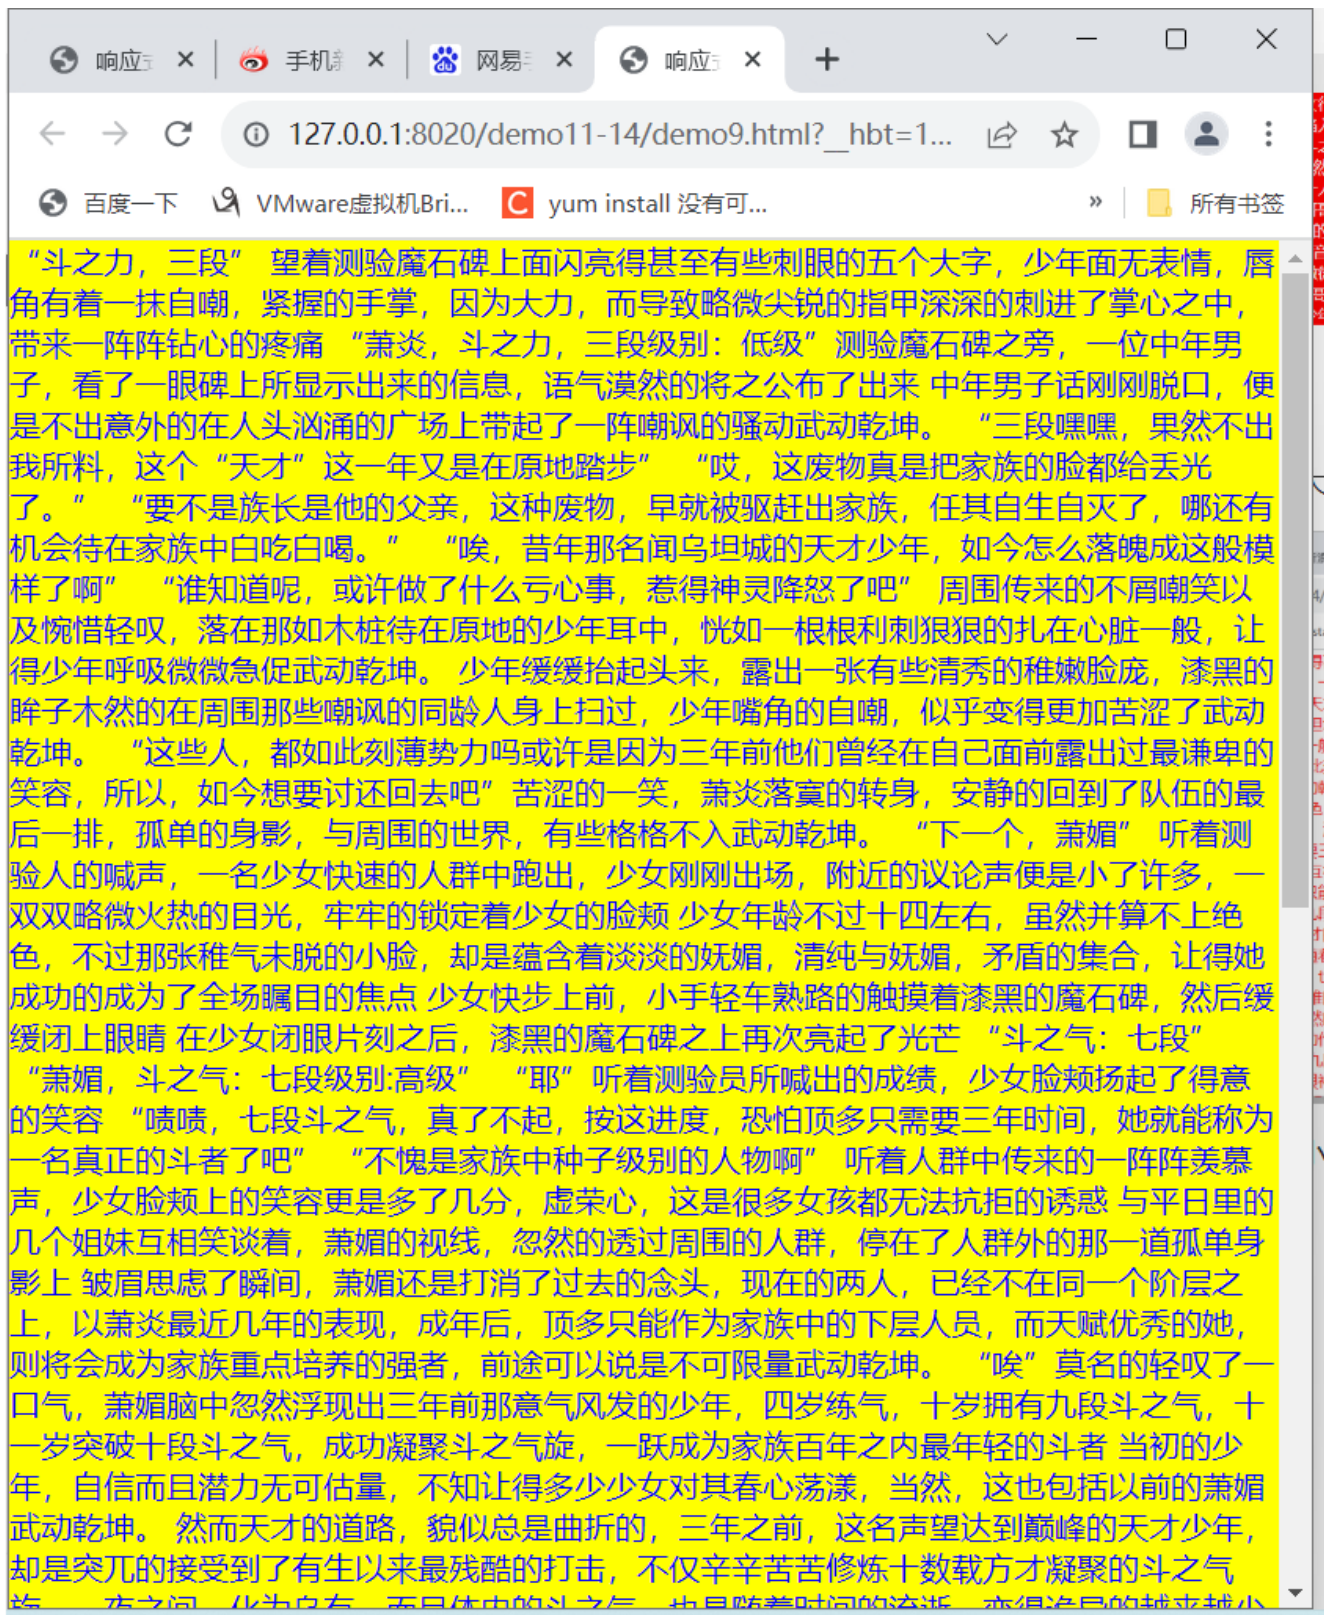 响应
手机
网易
响应
127.0.0.1:8020/demo11-14/demo9.html?__hbt=1...
百度一下
VMware虚拟机Bri...
yum install 没有可...
»
所有书签
“斗之力，三段” 望着测验魔石碑上面闪亮得甚至有些刺眼的五个大字，少年面无表情，唇
角有着一抹自嘲，紧握的手掌，因为大力，而导致略微尖锐的指甲深深的刺进了掌心之中，
带来一阵阵钻心的疼痛 “萧炎，斗之力，三段级别：低级” 测验魔石碑之旁，一位中年男
子，看了一眼碑上所显示出来的信息，语气漠然的将之公布了出来 中年男子话刚刚脱口，便
是不出意外的在人头汹涌的广场上带起了一阵嘲讽的骚动武动乾坤。 “三段嘿嘿，果然不出
我所料，这个“天才”这一年又是在原地踏步” “哎，这废物真是把家族的脸都给丢光
了。” “要不是族长是他的父亲，这种废物，早就被驱赶出家族，任其自生自灭了，哪还有
机会待在家族中白吃白喝。” “唉，昔年那名闻乌坦城的天才少年，如今怎么落魄成这般模
样了啊” “谁知道呢，或许做了什么亏心事，惹得神灵降怒了吧” 周围传来的不屑嘲笑以
及惋惜轻叹，落在那如木桩待在原地的少年耳中，恍如一根根利刺狠狠的扎在心脏一般，让
得少年呼吸微微急促武动乾坤。 少年缓缓抬起头来，露出一张有些清秀的稚嫩脸庞，漆黑的
眸子木然的在周围那些嘲讽的同龄人身上扫过，少年嘴角的自嘲，似乎变得更加苦涩了武动
乾坤。 “这些人，都如此刻薄势力吗或许是因为三年前他们曾经在自己面前露出过最谦卑的
笑容，所以，如今想要讨还回去吧” 苦涩的一笑，萧炎落寞的转身，安静的回到了队伍的最
后一排，孤单的身影，与周围的世界，有些格格不入武动乾坤。 “下一个，萧媚” 听着测
验人的喊声，一名少女快速的人群中跑出，少女刚刚出场，附近的议论声便是小了许多，一
双双略微火热的目光，牢牢的锁定着少女的脸颊 少女年龄不过十四左右，虽然并算不上绝
色，不过那张稚气未脱的小脸，却是蕴含着淡淡的妩媚，清纯与妩媚，矛盾的集合，让得她
成功的成为了全场瞩目的焦点 少女快步上前，小手轻车熟路的触摸着漆黑的魔石碑，然后缓
缓闭上眼睛 在少女闭眼片刻之后，漆黑的魔石碑之上再次亮起了光芒 “斗之气：七段”
“萧媚，斗之气：七段级别:高级” “耶” 听着测验员所喊出的成绩，少女脸颊扬起了得意
的笑容 “啧啧，七段斗之气，真了不起，按这进度，恐怕顶多只需要三年时间，她就能称为
一名真正的斗者了吧” “不愧是家族中种子级别的人物啊” 听着人群中传来的一阵阵羡慕
声，少女脸颊上的笑容更是多了几分，虚荣心，这是很多女孩都无法抗拒的诱惑 与平日里的
几个姐妹互相笑谈着，萧媚的视线，忽然的透过周围的人群，停在了人群外的那一道孤单身
影上 皱眉思虑了瞬间，萧媚还是打消了过去的念头，现在的两人，已经不在同一个阶层之
上，以萧炎最近几年的表现，成年后，顶多只能作为家族中的下层人员，而天赋优秀的她，
则将会成为家族重点培养的强者，前途可以说是不可限量武动乾坤。 “唉” 莫名的轻叹了一
口气，萧媚脑中忽然浮现出三年前那意气风发的少年，四岁练气，十岁拥有九段斗之气，十
一岁突破十段斗之气，成功凝聚斗之气旋，一跃成为家族百年之内最年轻的斗者 当初的少
年，自信而且潜力无可估量，不知让得多少少女对其春心荡漾，当然，这也包括以前的萧媚
武动乾坤。 然而天才的道路，貌似总是曲折的，三年之前，这名声望达到巅峰的天才少年，
却是突兀的接受到了有生以来最残酷的打击，不仅辛辛苦苦修炼十数载方才凝聚的斗之气
旋，一夜之间，化为乌有，而且体内的斗之气，也是随着时间的流逝，变得诡异的越来越少